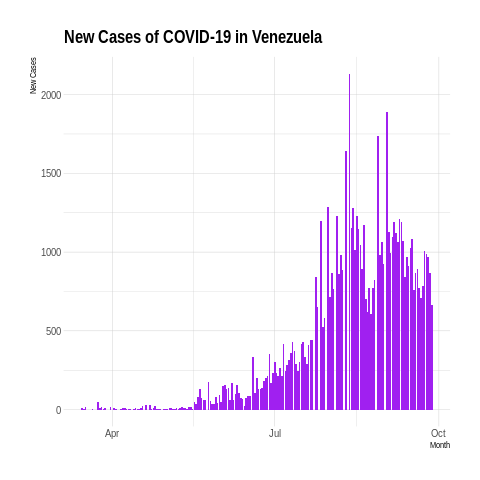 New Cases of COVID-19 in Venezuela
New Cases
2000
1500
1000
500
0
Apr
Jul
Oct
Month